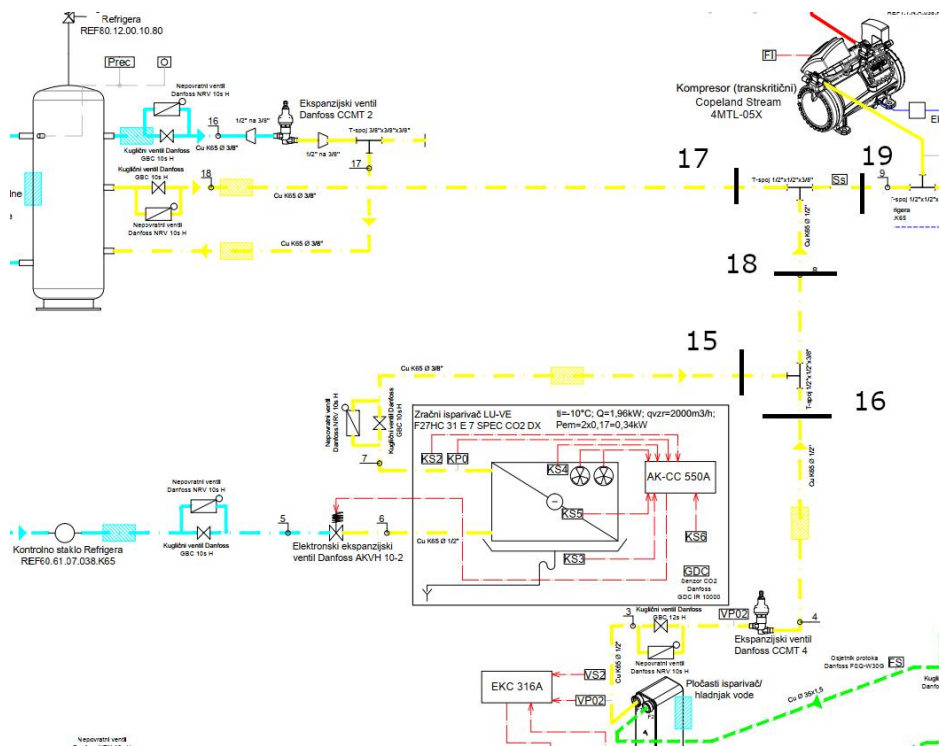 Refrigera
REF80.12.00.10.80
Prec
O
Nepovratni ventil
Danfoss NRV 10s H
16
1/2" na 3/8"
Ekspanzijski ventil
Danfoss CCMT 2
Kuglični ventil Danfoss
GBC 10s H
Cu K65 Ø 3/8"
1/2" na 3/8"
T-spoj 3/8"x3/8"x3/8"
17
Kuglični ventil Danfoss
GBC 10s H
18
Cu K65 Ø 3/8"
Nepovratni ventil
Danfoss NRV 10s H
Cu K65 Ø 3/8"
FI
Kompresor (transkritični)
Copeland Stream
4MTL-05X
17
T-spoj 1/2"x1/2"x3/8"
Ss
19
9
T-spoj 1/2"x1/2"x1/2"
Cu K65 Ø 1/2"
18
8
15
T-spoj 1/2"x1/2"x3/8"
16
Cu K65 Ø 1/2"
Cu K65 Ø 3/8"
Nepovratni ventil
Danfoss NRV 10s H
Kuglični ventil Danfoss
GBC 10s H
7
Zračni isparivač LU-VE
F27HC 31 E 7 SPEC CO2 DX
ti=-10°C; Q=1,96kW; qvzr=2000m3/h;
Pem=2x0,17=0,34kW
KS2
KP0
KS4
AK-CC 550A
KS5
KS6
KS3
GDC
Senzor CO2
Danfoss
GDC IR 10000
Nepovratni ventil
Danfoss NRV 10s H
Kuglični ventil Danfoss
GBC 10s H
5
6
Cu K65 Ø 1/2"
Kontrolno staklo Refrigera
REF60.61.07.038.K65
Elektronski ekspanzijski
ventil Danfoss AKVH 10-2
3
Kuglični ventil Danfoss
GBC 12s H
VP02
4
Ekspanzijski ventil
Danfoss CCMT 4
Cu K65 Ø 1/2"
Nepovratni ventil
Danfoss NRV 10s H
EKC 316A
VS2
VP02
Pločasti isparivač/
hladnjak vode
Osjetnik protoka
Danfoss FSQ-W30G
FS
Cu Ø 35x1,5
Nepovratni ventil